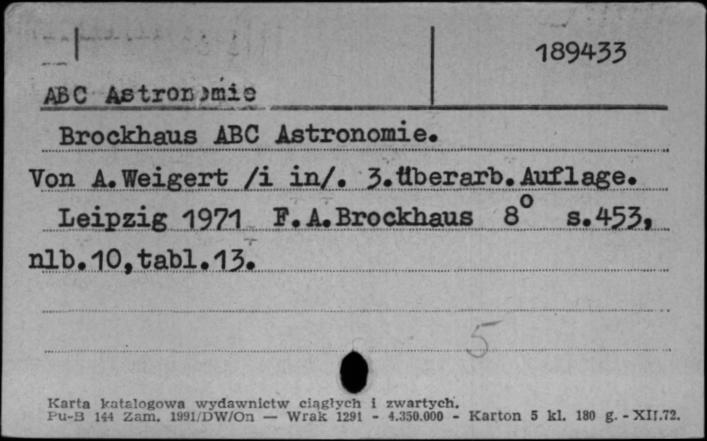 189433
ABC Astronomie
Brockhaus ABC Astronomie.
Von A.Weigert /i in/. 3.Überarb.Auflage.
Leipzig 1971 F.A.Brockhaus 8° s.453,
nlb.10,tabl.13.
5
Karta katalogowa wydawnictw ciągłych i zwartych.
Pu-B 144 Zam. 1991/DW/On — Wrak 1291 - 4.350.000 - Karton 5 kl. 180 g. - XII.72.